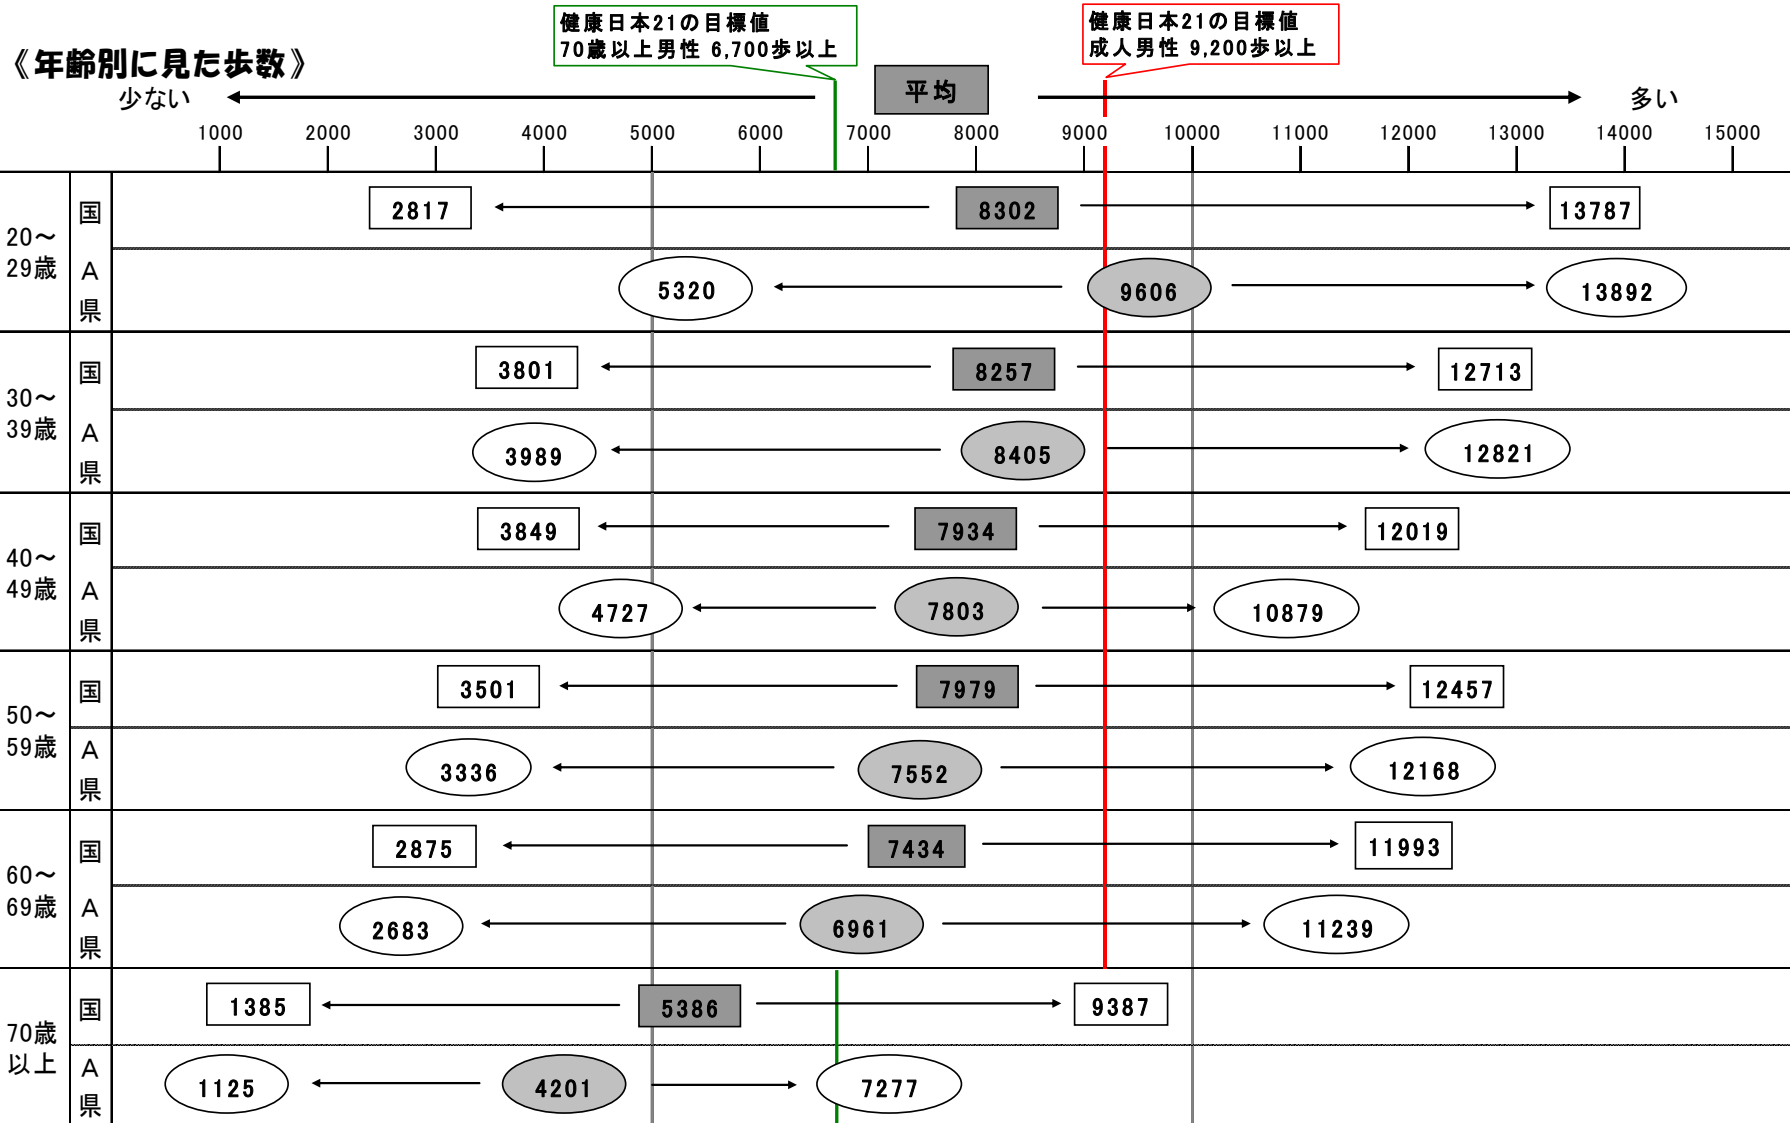 健康日本21の目標値
70歳以上男性 6,700歩以上
健康日本21の目標値
成人男性 9,200歩以上
《年齢別に見た歩数》
少ない
平均
多い
1000 2000 3000 4000 5000 6000 7000 8000 9000 10000 11000 12000 13000 14000 15000
20～
29歳
国
2817 8302 13787
A
県
5320 9606 13892
30～
39歳
国
3801 8257 12713
A
県
3989 8405 12821
40～
49歳
国
3849 7934 12019
A
県
4727 7803 10879
50～
59歳
国
3501 7979 12457
A
県
3336 7552 12168
60～
69歳
国
2875 7434 11993
A
県
2683 6961 11239
70歳
以上
国
1385 5386 9387
A
県
1125 4201 7277